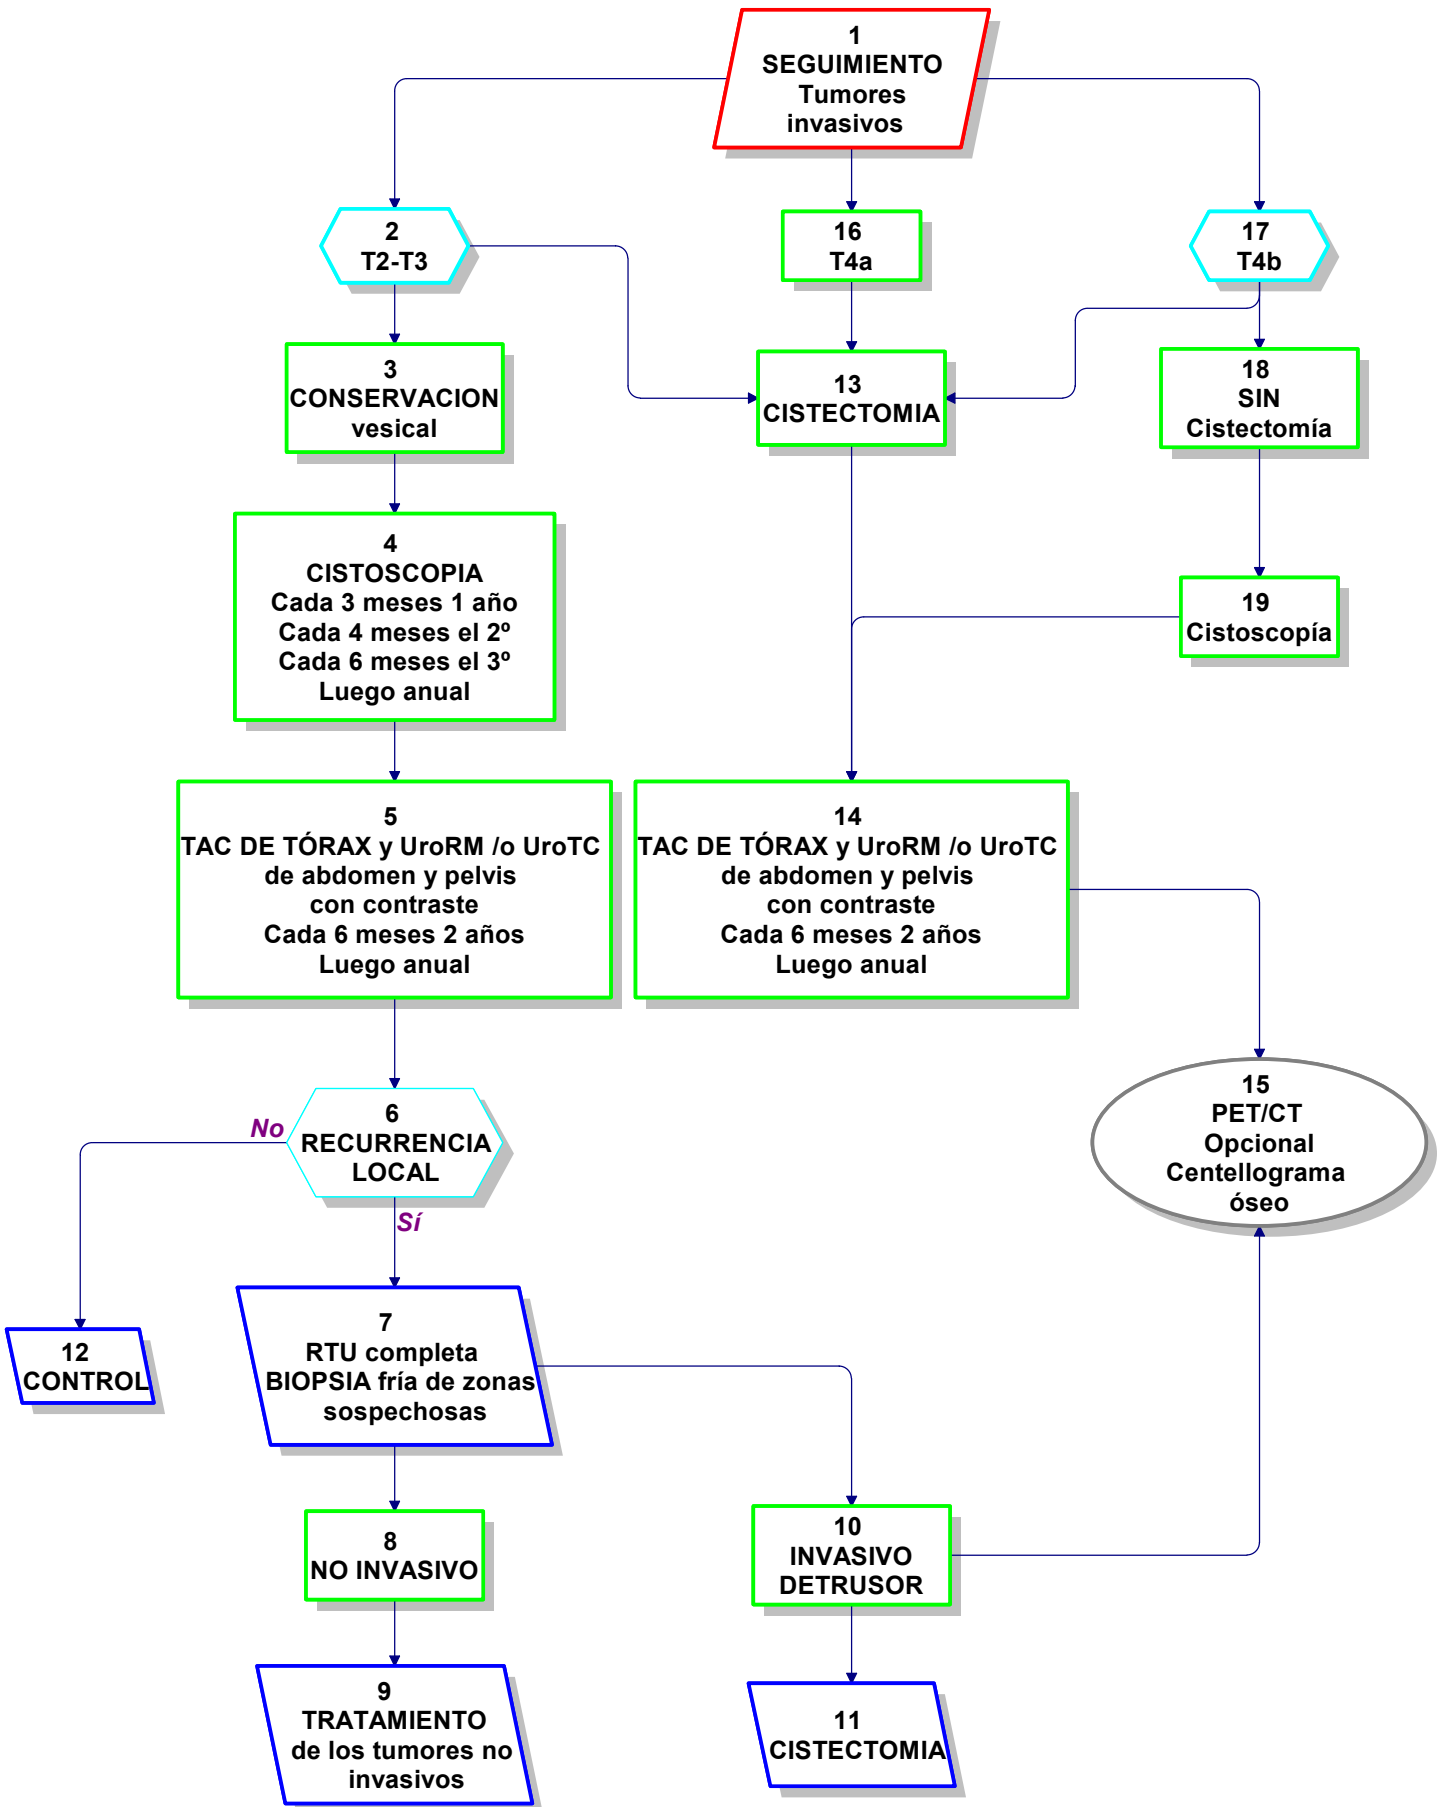 1
SEGUIMIENTO
Tumores
invasivos
2
T2-T3
16
T4a
17
T4b
3
CONSERVACION
vesical
13
CISTECTOMIA
18
SIN
Cistectomía
4
CISTOSCOPIA
Cada 3 meses 1 año
Cada 4 meses el 2º
Cada 6 meses el 3º
Luego anual
19
Cistoscopía
5
TAC DE TÓRAX y UroRM /o UroTC
de abdomen y pelvis
con contraste
Cada 6 meses 2 años
Luego anual
14
TAC DE TÓRAX y UroRM /o UroTC
de abdomen y pelvis
con contraste
Cada 6 meses 2 años
Luego anual
6
RECURRENCIA
LOCAL
No
Sí
15
PET/CT
Opcional
Centellograma
óseo
12
CONTROL
7
RTU completa
BIOPSIA fría de zonas
sospechosas
8
NO INVASIVO
10
INVASIVO
DETRUSOR
9
TRATAMIENTO
de los tumores no
invasivos
11
CISTECTOMIA